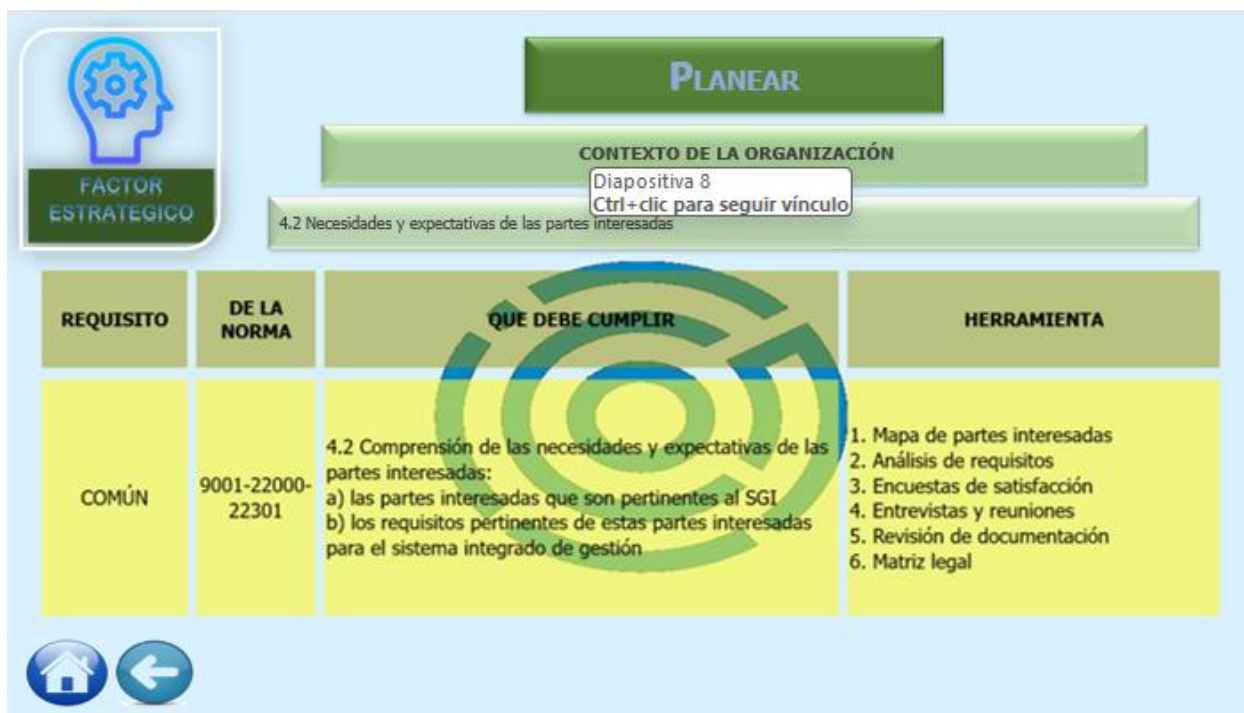 PLANEAR
CONTEXTO DE LA ORGANIZACIÓN
Diapositiva 8
Ctrl+clic para seguir vínculo
FACTOR
ESTRATEGICO
4.2 Necesidades y expectativas de las partes interesadas
REQUISITO
DE LA
NORMA
QUE DEBE CUMPLIR
HERRAMIENTA
COMÚN
9001-22000-
22301
4.2 Comprensión de las necesidades y expectativas de las
partes interesadas:
a) las partes interesadas que son pertinentes al SGI
b) los requisitos pertinentes de estas partes interesadas
para el sistema integrado de gestión
1. Mapa de partes interesadas
2. Análisis de requisitos
3. Encuestas de satisfacción
4. Entrevistas y reuniones
5. Revisión de documentación
6. Matriz legal